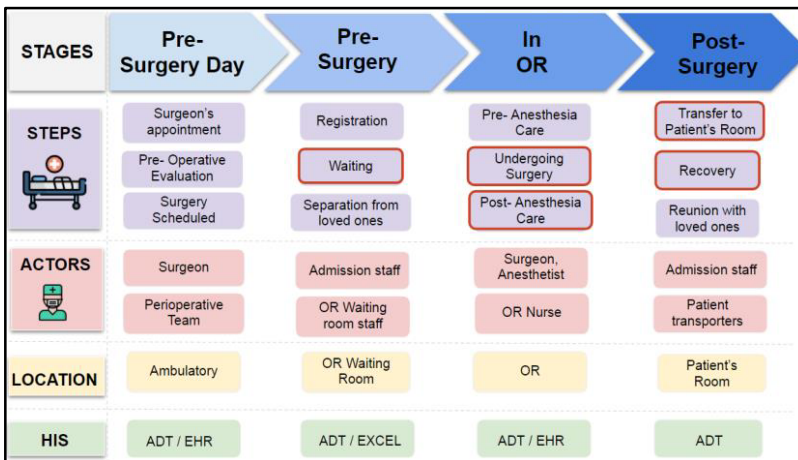 STAGES
Pre-
Surgery Day
Pre-
Surgery
In
OR
Post-
Surgery
STEPS
Surgeon's
appointment
Registration
Pre- Anesthesia
Care
Transfer to
Patient's Room
Pre- Operative
Evaluation
Waiting
Undergoing
Surgery
Recovery
Surgery
Scheduled
Separation from
loved ones
Post- Anesthesia
Care
Reunion with
loved ones
ACTORS
Surgeon
Admission staff
Surgeon,
Anesthetist
Admission staff
Perioperative
Team
OR Waiting
room staff
OR Nurse
Patient
transporters
LOCATION
Ambulatory
OR Waiting
Room
OR
Patient's
Room
HIS
ADT / EHR
ADT / EXCEL
ADT / EHR
ADT